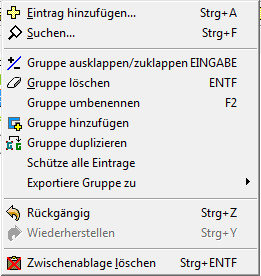 Eintrag hinzufügen... Strg+A
Suchen... Strg+F
Gruppe ausklappen/zuklappen EINGABE
Gruppe löschen ENTF
Gruppe umbenennen F2
Gruppe hinzufügen
Gruppe duplizieren
Schütze alle Eintrage
Exportiere Gruppe zu
Rückgängig Strg+Z
Wiederherstellen Strg+Y
Zwischenablage löschen Strg+ENTF